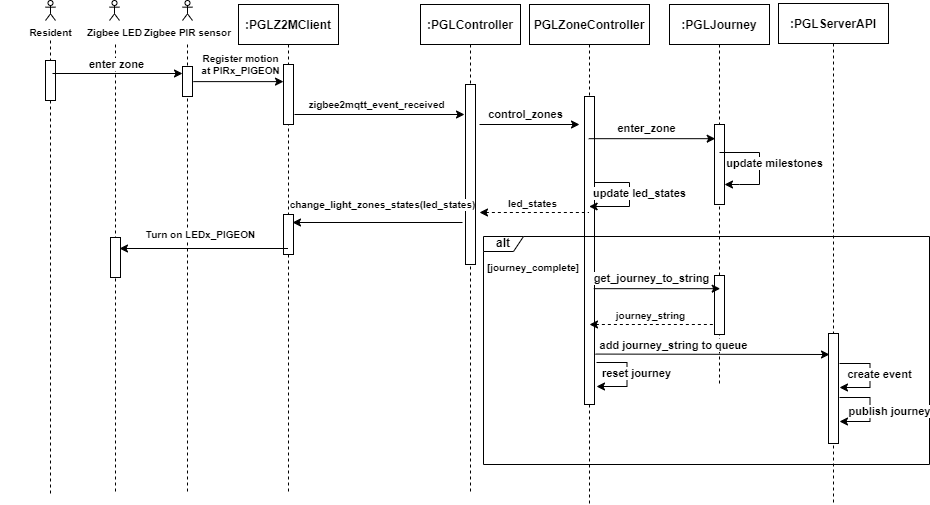 Resident
Zigbee LED
Zigbee PIR sensor
:PGLZ2MClient
:PGLController
PGLZoneController
:PGLJourney
:PGLServerAPI
enter zone
Register motion
at PIRx_PIGEON
zigbee2mqtt_event_received
control_zones
enter_zone
update milestones
update led_states
led_states
change_light_zones_states(led_states)
Turn on LEDx_PIGEON
alt
[journey_complete]
get_journey_to_string
journey_string
add journey_string to queue
reset journey
create event
publish journey